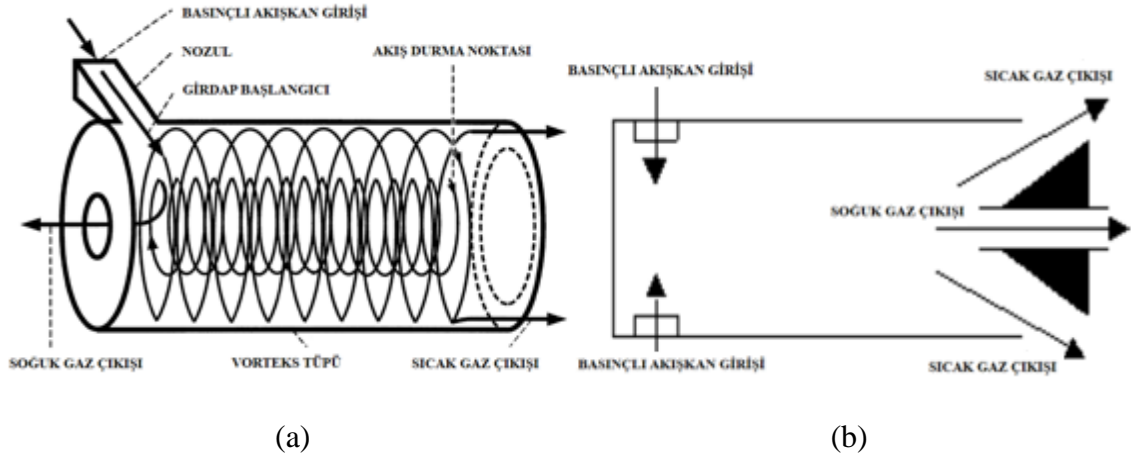 BASINÇLI AKIŞKAN GİRİŞİ
NOZUL
GİRDAP BAŞLANGICI
AKIŞ DURMA NOKTASI
SOĞUK GAZ ÇIKIŞI
VORTEKS TÜPÜ
SICAK GAZ ÇIKIŞI
(a)
BASINÇLI AKIŞKAN GİRİŞİ
SICAK GAZ ÇIKIŞI
SOĞUK GAZ ÇIKIŞI
BASINÇLI AKIŞKAN GİRİŞİ
SICAK GAZ ÇIKIŞI
(b)